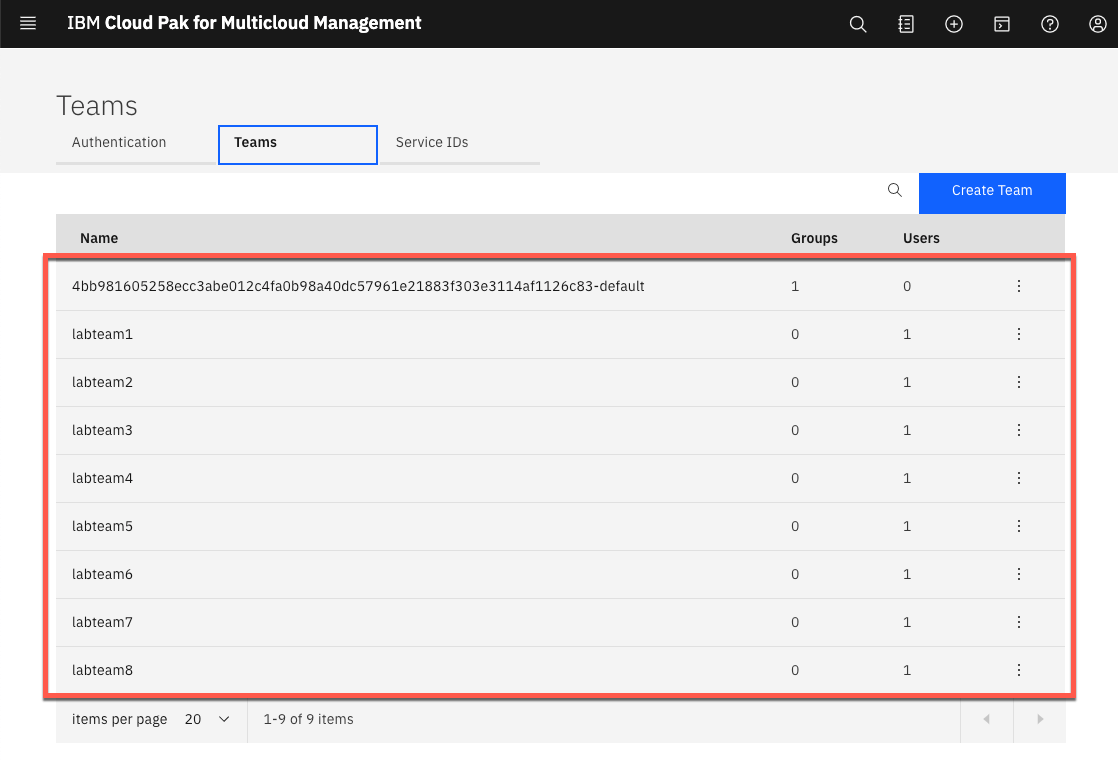 IBM Cloud Pak for Multicloud Management
Teams
Authentication Teams Service IDs
Create Team
Name Groups Users
4bb981605258ecc3abe012c4fa0b98a40dc57961e21883f303e3114af1126c83-default 1 0
labteam1 0 1
labteam2 0 1
labteam3 0 1
labteam4 0 1
labteam5 0 1
labteam6 0 1
labteam7 0 1
labteam8 0 1
items per page 20 1-9 of 9 items